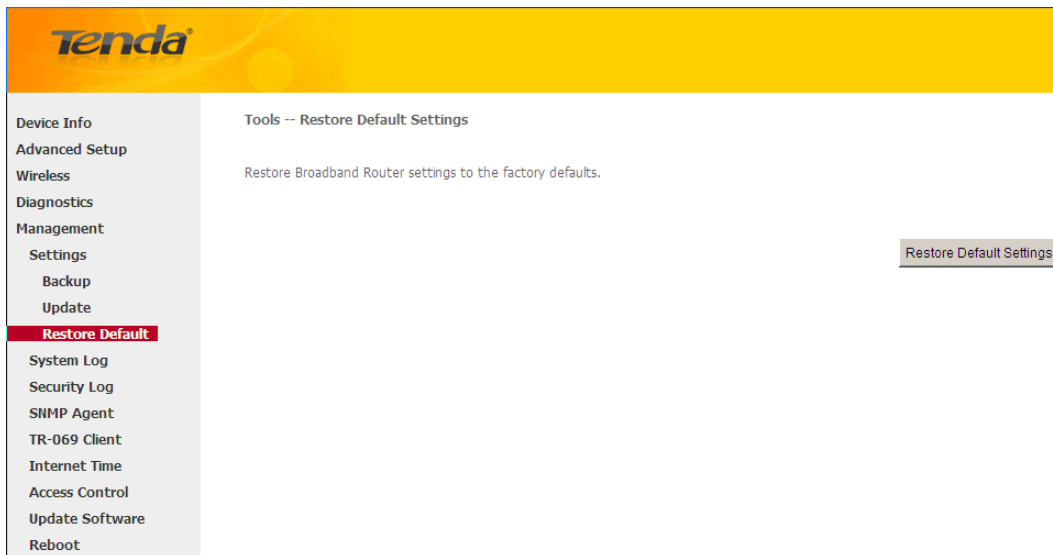 Tenda®
Device Info
Advanced Setup
Wireless
Diagnostics
Management
Settings
Backup
Update
Restore Default
System Log
Security Log
SNMP Agent
TR-069 Client
Internet Time
Access Control
Update Software
Reboot
Tools -- Restore Default Settings
Restore Broadband Router settings to the factory defaults.
Restore Default Settings